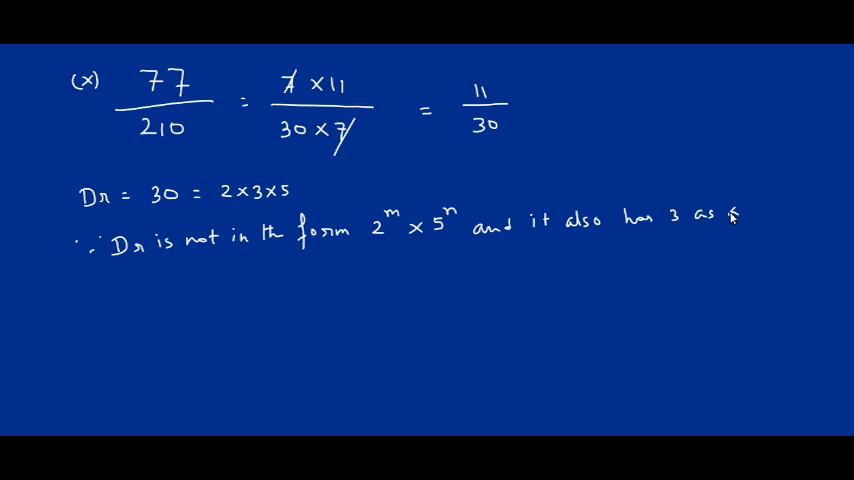 (x) 77/210 = 7 × 11/30 × 7 = 11/30
Dr = 30 = 2 × 3 × 5
∵ Dr is not in th form 2^m × 5^n and it also has 3 as